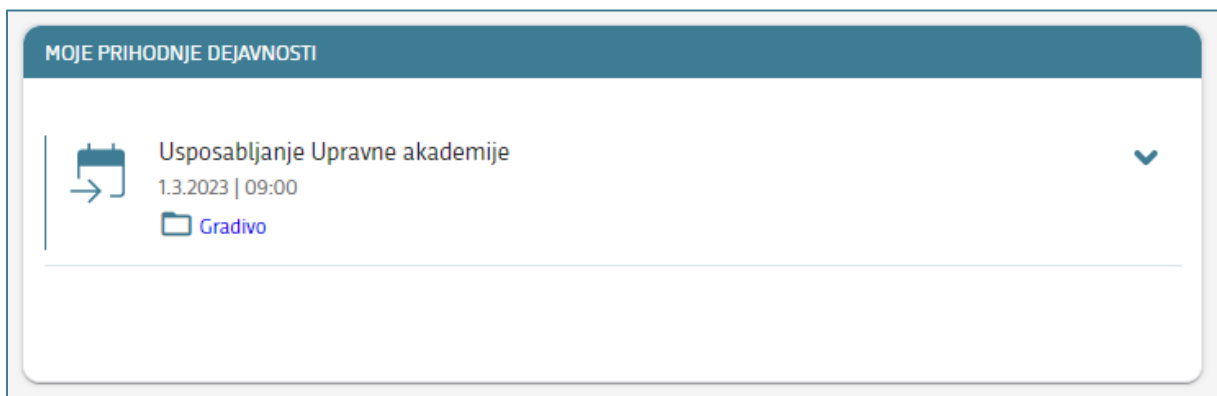 MOJE PRIHODNJE DEJAVNOSTI
Usposabljanje Upravne akademije
1.3.2023 | 09:00
Gradivo